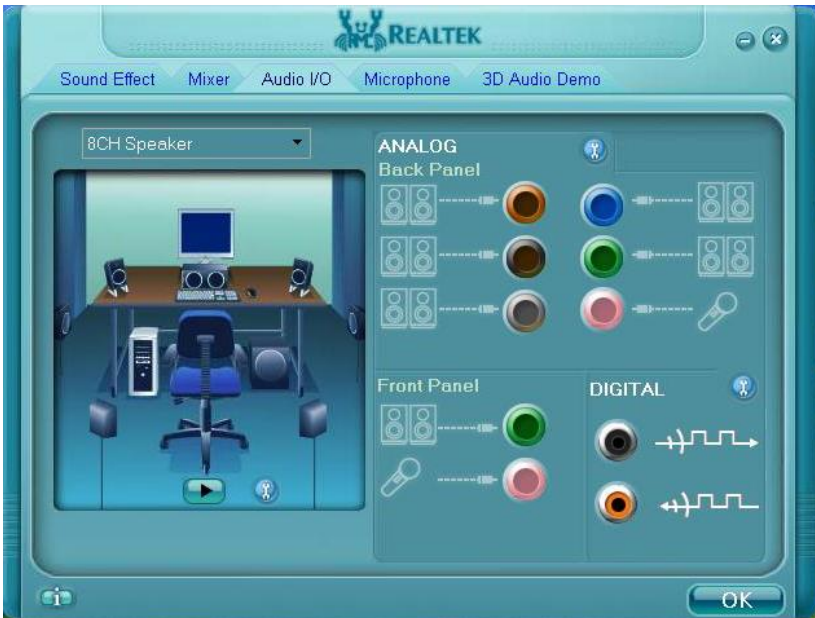 REALTEK
Sound Effect Mixer Audio I/O Microphone 3D Audio Demo
8CH Speaker
ANALOG
Back Panel
Front Panel
DIGITAL
i
OK